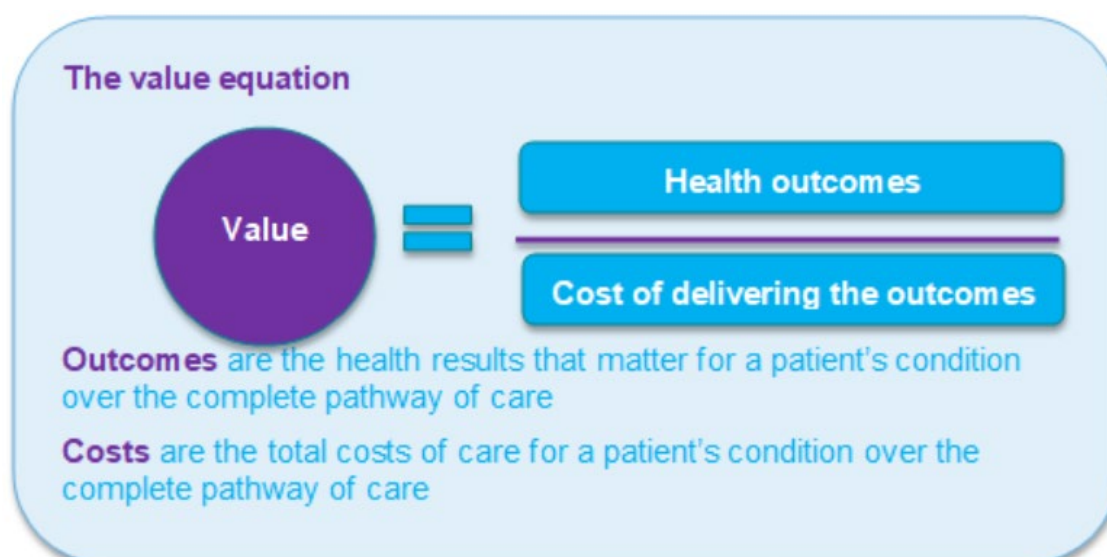 The value equation
Value
Health outcomes
Cost of delivering the outcomes
Outcomes are the health results that matter for a patient's condition
over the complete pathway of care
Costs are the total costs of care for a patient's condition over the
complete pathway of care